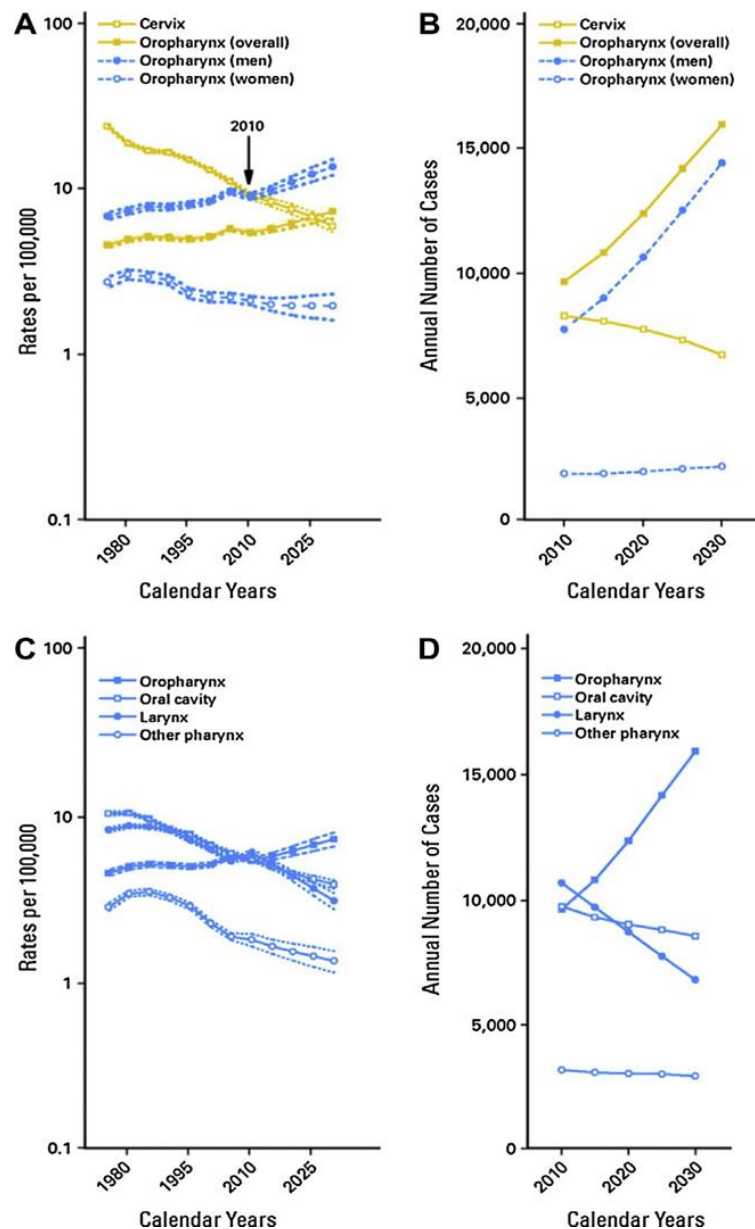 A
100
10
1
0.1
Rates per 100,000
Cervix
Oropharynx (overall)
Oropharynx (men)
Oropharynx (women)
2010
1980
1995
2010
2025
Calendar Years
B
20,000
15,000
10,000
5,000
0
Annual Number of Cases
Cervix
Oropharynx (overall)
Oropharynx (men)
Oropharynx (women)
2010
2020
2030
Calendar Years
C
100
10
1
0.1
Rates per 100,000
Oropharynx
Oral cavity
Larynx
Other pharynx
1980
1995
2010
2025
Calendar Years
D
20,000
15,000
10,000
5,000
0
Annual Number of Cases
Oropharynx
Oral cavity
Larynx
Other pharynx
2010
2020
2030
Calendar Years